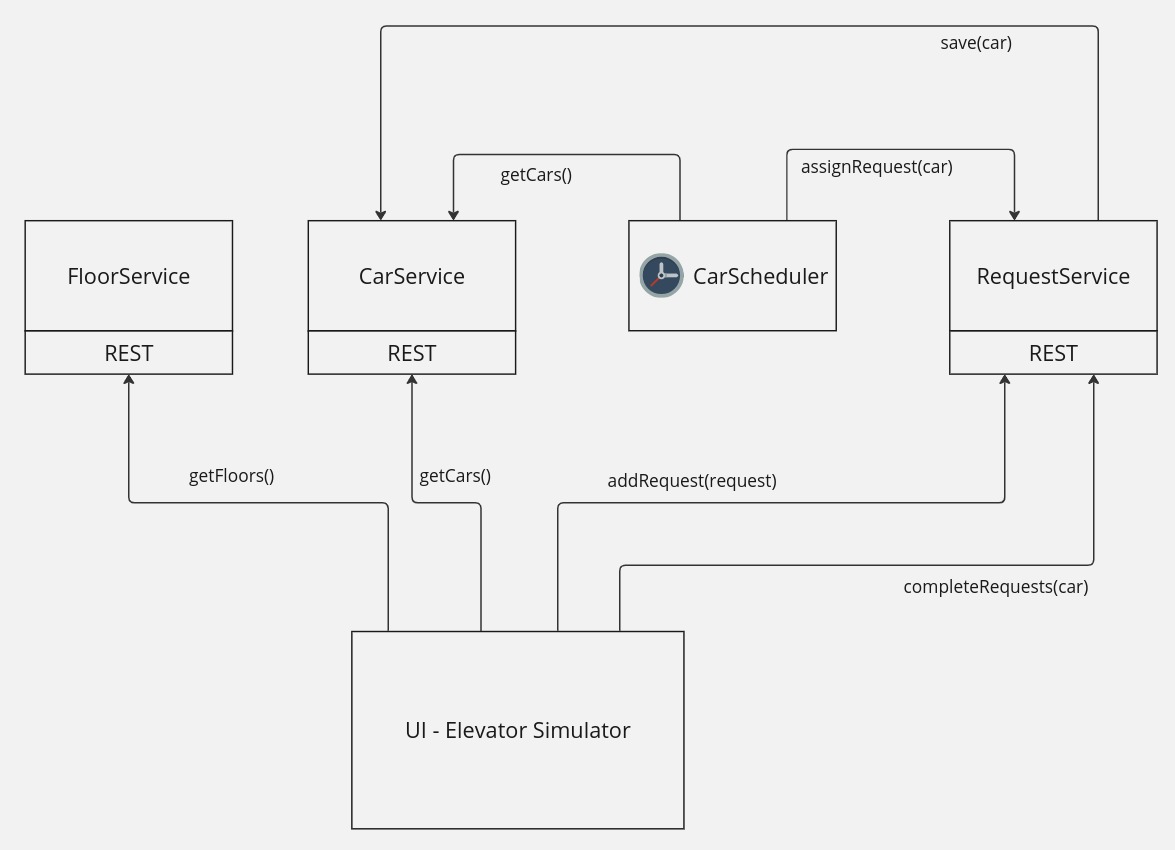 save(car)
getCars()
assignRequest(car)
FloorService
CarService
CarScheduler
RequestService
REST
REST
REST
getFloors()
getCars()
addRequest(request)
completeRequests(car)
UI - Elevator Simulator